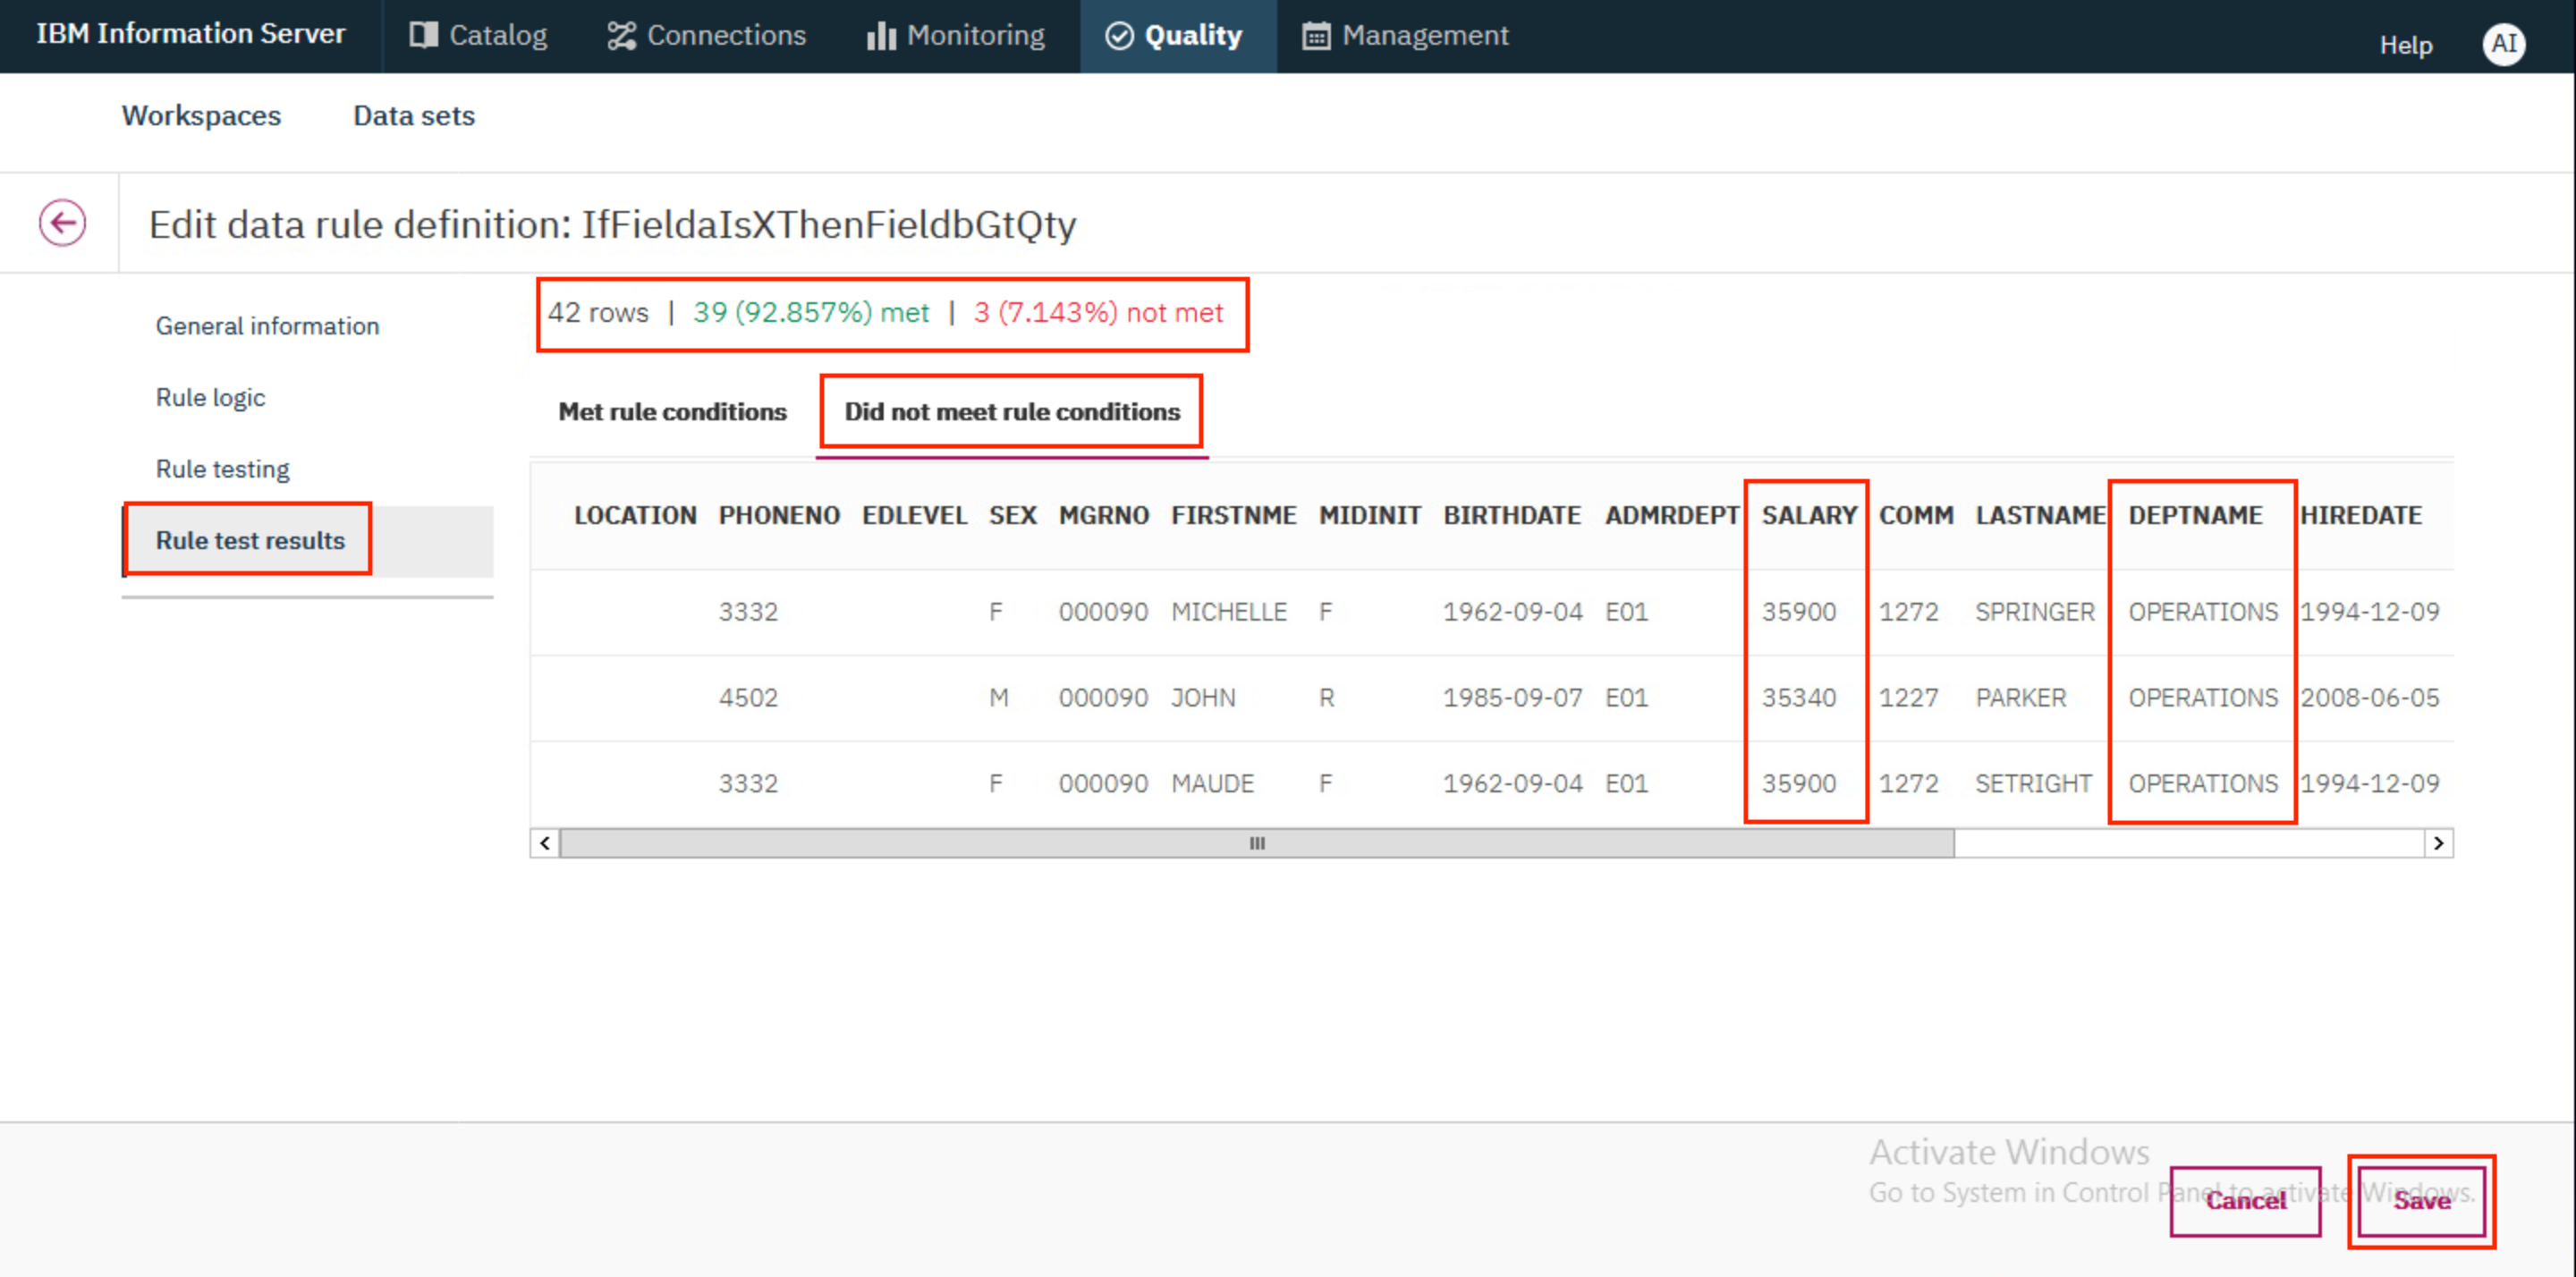 IBM Information Server Catalog Connections Monitoring Quality Management Help AI
Workspaces Data sets
Edit data rule definition: IfFieldaIsXThenFieldbGtQty
General information
Rule logic
Rule testing
Rule test results
42 rows | 39 (92.857%) met | 3 (7.143%) not met
Met rule conditions Did not meet rule conditions
LOCATION PHONENO EDLEVEL SEX MGRNO FIRSTNME MIDINIT BIRTHDATE ADMRDEPT SALARY COMM LASTNAME DEPTNAME HIREDATE
3332 F 000090 MICHELLE F 1962-09-04 E01 35900 1272 SPRINGER OPERATIONS 1994-12-09
4502 M 000090 JOHN R 1985-09-07 E01 35340 1227 PARKER OPERATIONS 2008-06-05
3332 F 000090 MAUDE F 1962-09-04 E01 35900 1272 SETRIGHT OPERATIONS 1994-12-09
Activate Windows
Go to System in Control Panel to activate Windows.
Cancel Save